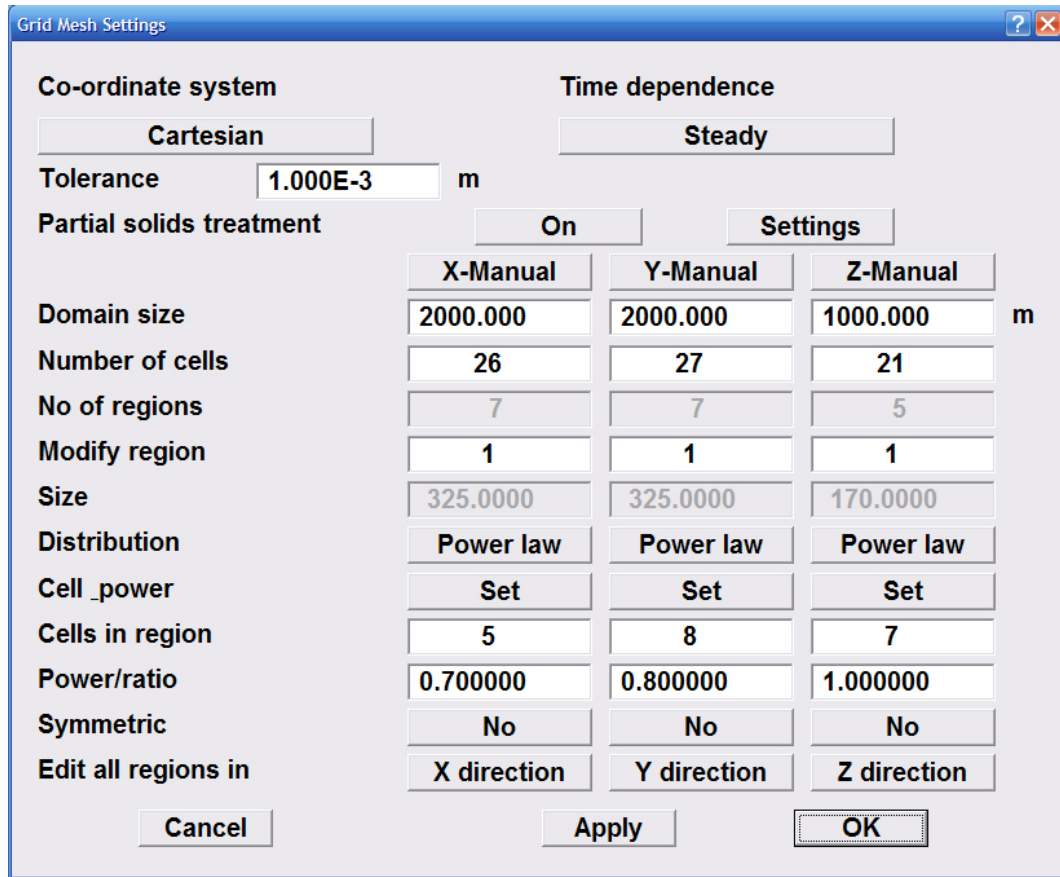 Grid Mesh Settings
Co-ordinate system Time dependence
Cartesian Steady
Tolerance 1.000E-3 m
Partial solids treatment On Settings
X-Manual Y-Manual Z-Manual
Domain size 2000.000 2000.000 1000.000 m
Number of cells 26 27 21
No of regions 7 7 5
Modify region 1 1 1
Size 325.0000 325.0000 170.0000
Distribution Power law Power law Power law
Cell _power Set Set Set
Cells in region 5 8 7
Power/ratio 0.700000 0.800000 1.000000
Symmetric No No No
Edit all regions in X direction Y direction Z direction
Cancel Apply OK